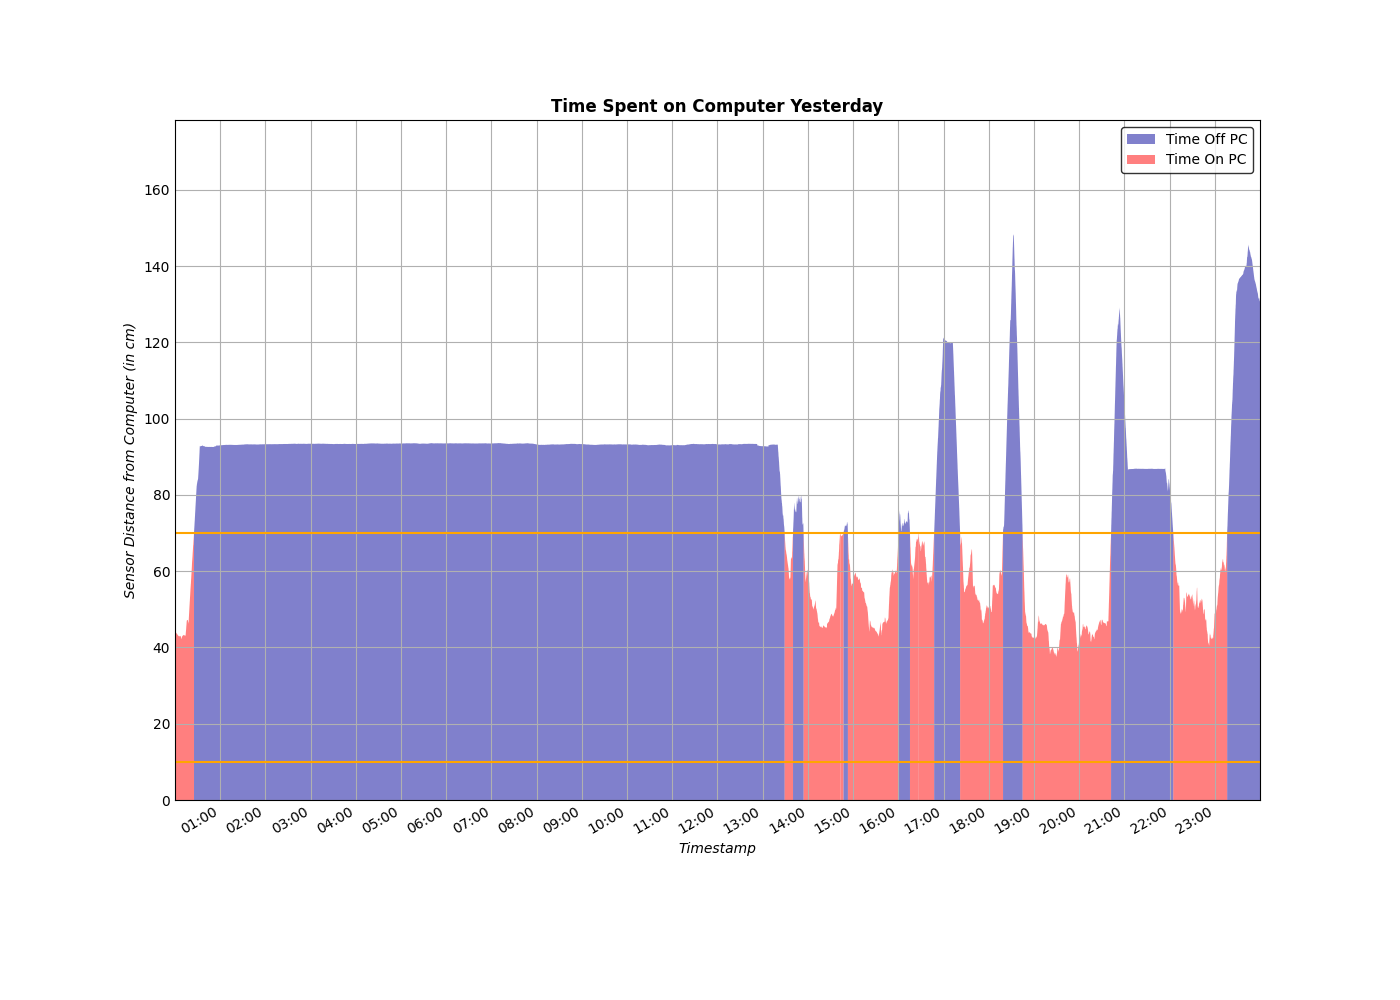 Time Spent on Computer Yesterday
Time Off PC
Time On PC
160
140
120
100
80
60
40
20
0
Sensor Distance from Computer (in cm)
01:00 02:00 03:00 04:00 05:00 06:00 07:00 08:00 09:00 10:00 11:00 12:00 13:00 14:00 15:00 16:00 17:00 18:00 19:00 20:00 21:00 22:00 23:00
Timestamp